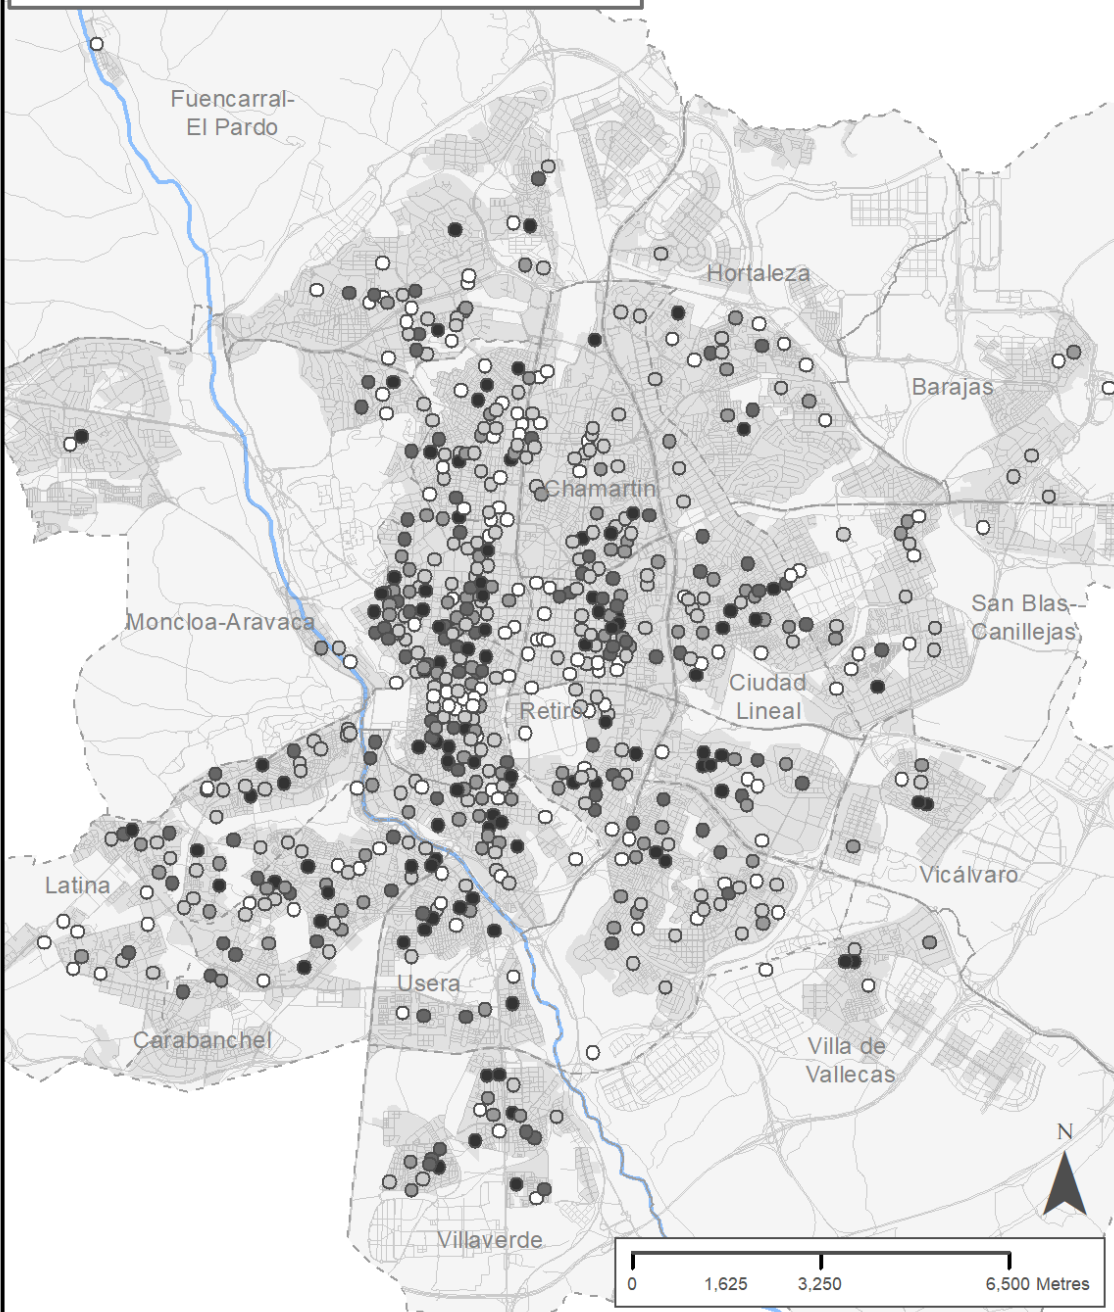 Fuencarral-
El Pardo
Hortaleza
Barajas
Chamartín
Moncloa-Aravaca
San Blas--
Canillejas
Ciudad
Lineal
Retiro
Latina
Vicálvaro
Usera
Carabanchel
Villa de
Vallecas
N
Villaverde
0 1,625 3,250 6,500 Metres